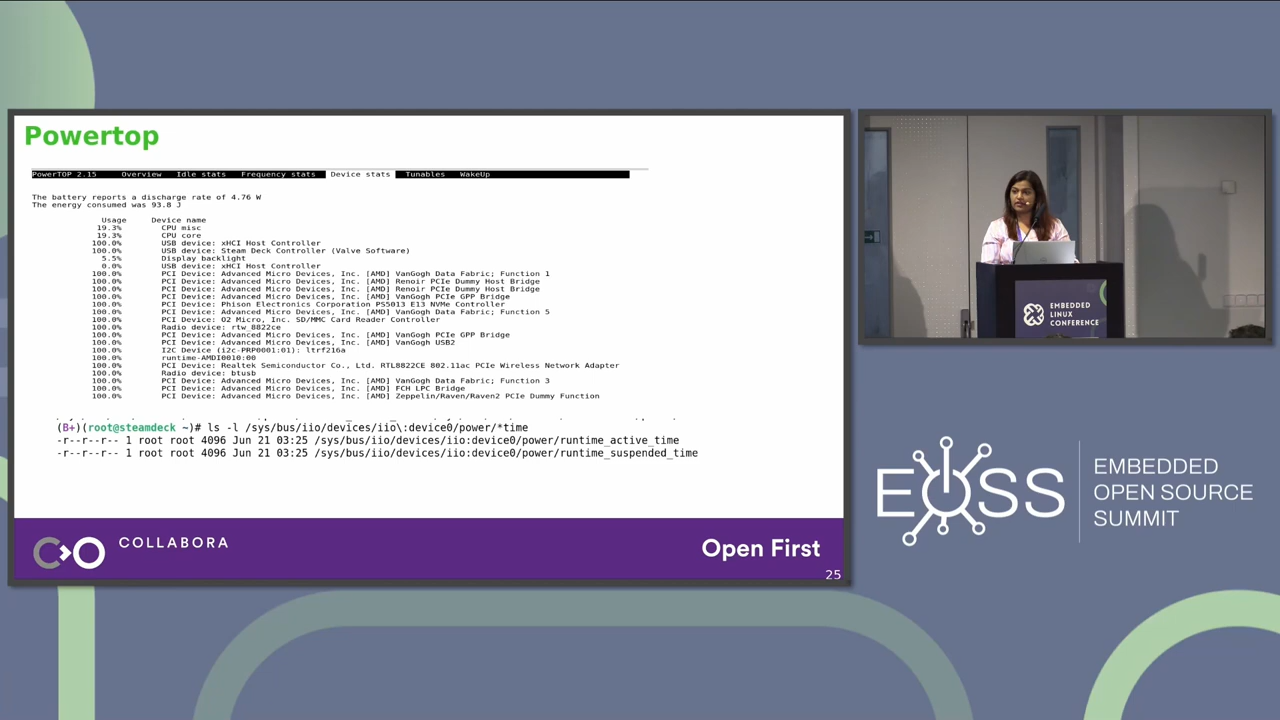 Powertop
PowerTOP 2.15 Overview Idle stats Frequency stats Device stats Tunables WakeUp
The battery reports a discharge rate of 4.76 W
The energy consumed was 93.8 J
Usage Device name
19.3% CPU misc
19.3% CPU core
100.0% USB device: xHCI Host Controller
100.0% USB device: Steam Deck Controller (Valve Software)
5.5% Display backlight
0.0% USB device: xHCI Host Controller
100.0% PCI Device: Advanced Micro Devices, Inc. [AMD] VanGogh Data Fabric; Function 1
100.0% PCI Device: Advanced Micro Devices, Inc. [AMD] Renoir PCIe Dummy Host Bridge
100.0% PCI Device: Advanced Micro Devices, Inc. [AMD] Renoir PCIe Dummy Host Bridge
100.0% PCI Device: Advanced Micro Devices, Inc. [AMD] VanGogh PCIe GPP Bridge
100.0% PCI Device: Phison Electronics Corporation PS5013 E13 NVMe Controller
100.0% PCI Device: Advanced Micro Devices, Inc. [AMD] VanGogh Data Fabric; Function 5
100.0% PCI Device: O2 Micro, Inc. SD/MMC Card Reader Controller
100.0% Radio device: rtw_8822ce
100.0% PCI Device: Advanced Micro Devices, Inc. [AMD] VanGogh PCIe GPP Bridge
100.0% PCI Device: Advanced Micro Devices, Inc. [AMD] VanGogh USB2
100.0% I2C Device (i2c-PRP0001:01): ltrf216a
100.0% runtime-AMDI0010:00
100.0% PCI Device: Realtek Semiconductor Co., Ltd. RTL8822CE 802.11ac PCIe Wireless Network Adapter
100.0% Radio device: btusb
100.0% PCI Device: Advanced Micro Devices, Inc. [AMD] VanGogh Data Fabric; Function 3
100.0% PCI Device: Advanced Micro Devices, Inc. [AMD] FCH LPC Bridge
100.0% PCI Device: Advanced Micro Devices, Inc. [AMD] Zeppelin/Raven/Raven2 PCIe Dummy Function
(B+)(root@steamdeck ~)# ls -l /sys/bus/iio/devices/iio\:device0/power/*time
-r--r--r-- 1 root root 4096 Jun 21 03:25 /sys/bus/iio/devices/iio:device0/power/runtime_active_time
-r--r--r-- 1 root root 4096 Jun 21 03:25 /sys/bus/iio/devices/iio:device0/power/runtime_suspended_time
COLLABORA
Open First
25
EMBEDDED
LINUX
CONFERENCE
EOSS
EMBEDDED
OPEN SOURCE
SUMMIT